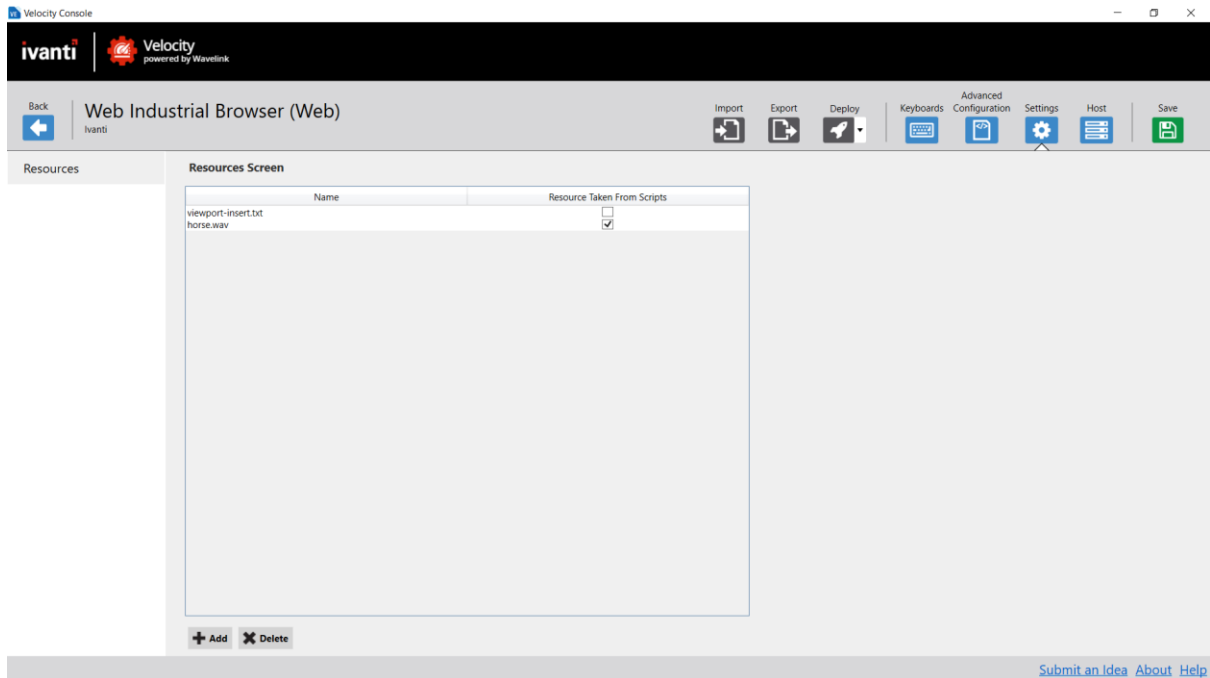 VE Velocity Console
ivanti
Velocity
powered by Wavelink
Back
Web Industrial Browser (Web)
Ivanti
Import
Export
Deploy
Keyboards
Advanced
Configuration
Settings
Host
Save
Resources
Resources Screen
Name Resource Taken From Scripts
viewport-insert.txt
horse.wav
Add Delete
Submit an Idea About Help